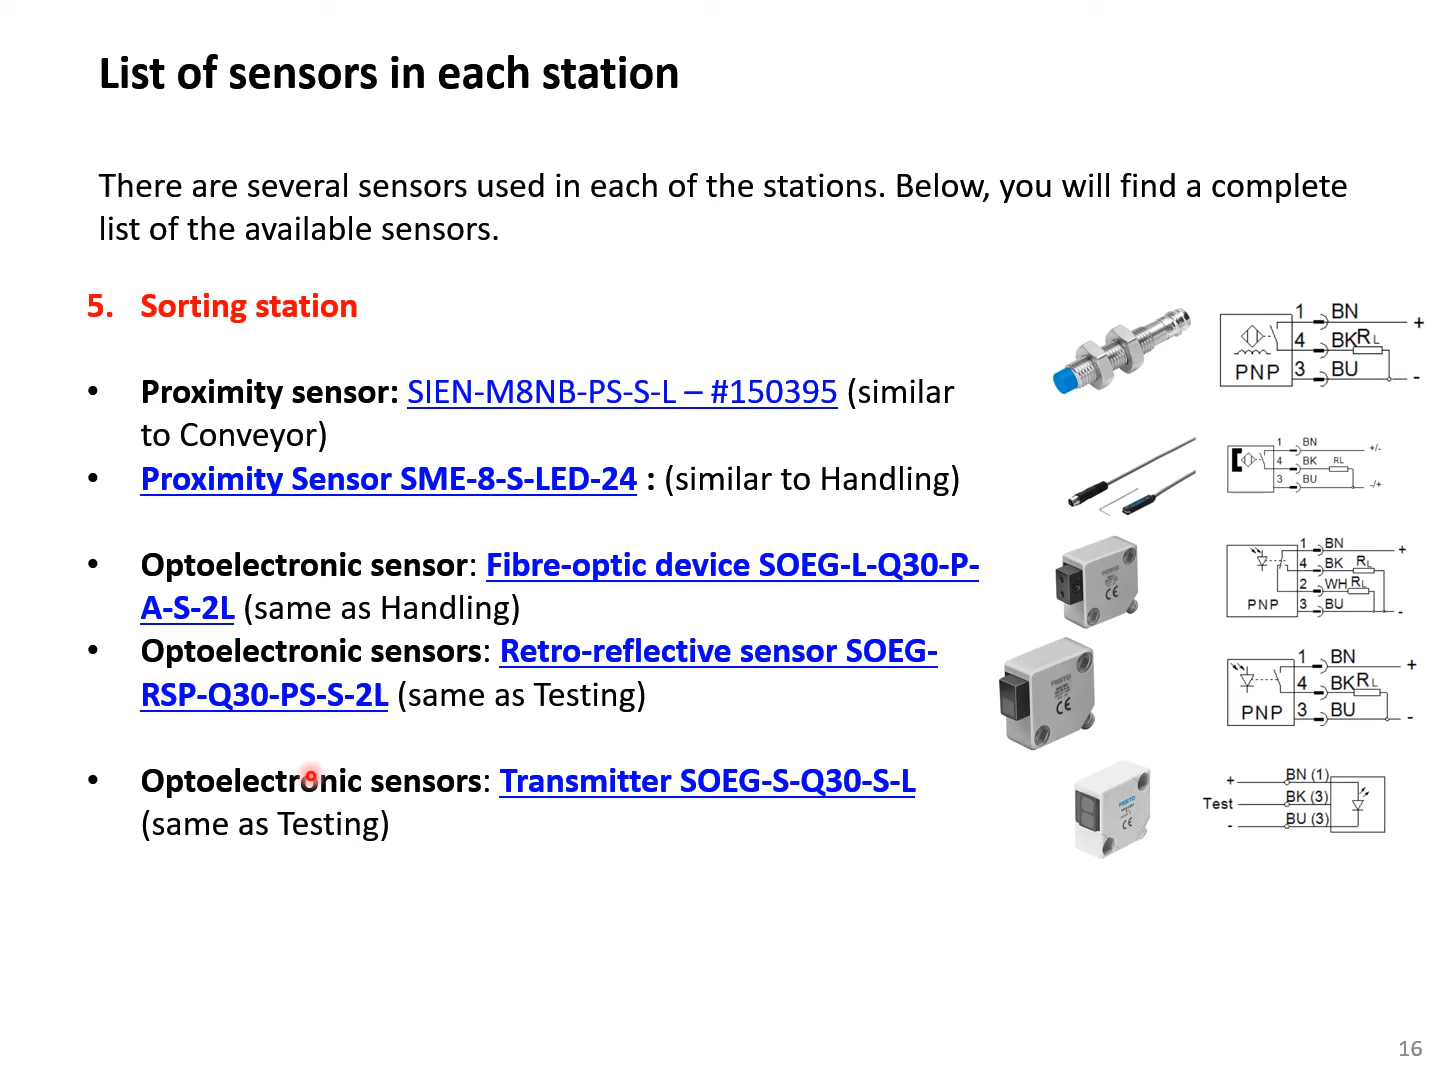 List of sensors in each station
There are several sensors used in each of the stations. Below, you will find a complete
list of the available sensors.
5. Sorting station
• Proximity sensor: SIEN-M8NB-PS-S-L – #150395 (similar
to Conveyor)
• Proximity Sensor SME-8-S-LED-24 : (similar to Handling)
• Optoelectronic sensor: Fibre-optic device SOEG-L-Q30-P-
A-S-2L (same as Handling)
• Optoelectronic sensors: Retro-reflective sensor SOEG-
RSP-Q30-PS-S-2L (same as Testing)
• Optoelectronic sensors: Transmitter SOEG-S-Q30-S-L
(same as Testing)
1 BN +
4 BK RL
PNP 3 BU -
1 BN +/-
4 BK RL
3 BU -/+
1 BN +
4 BK RL
2 WH RL
PNP 3 BU -
CE
1 BN +
4 BK RL
PNP 3 BU -
FESTO
CE
+ BN (1)
Test BK (3)
- BU (3)
FESTO
CE
16